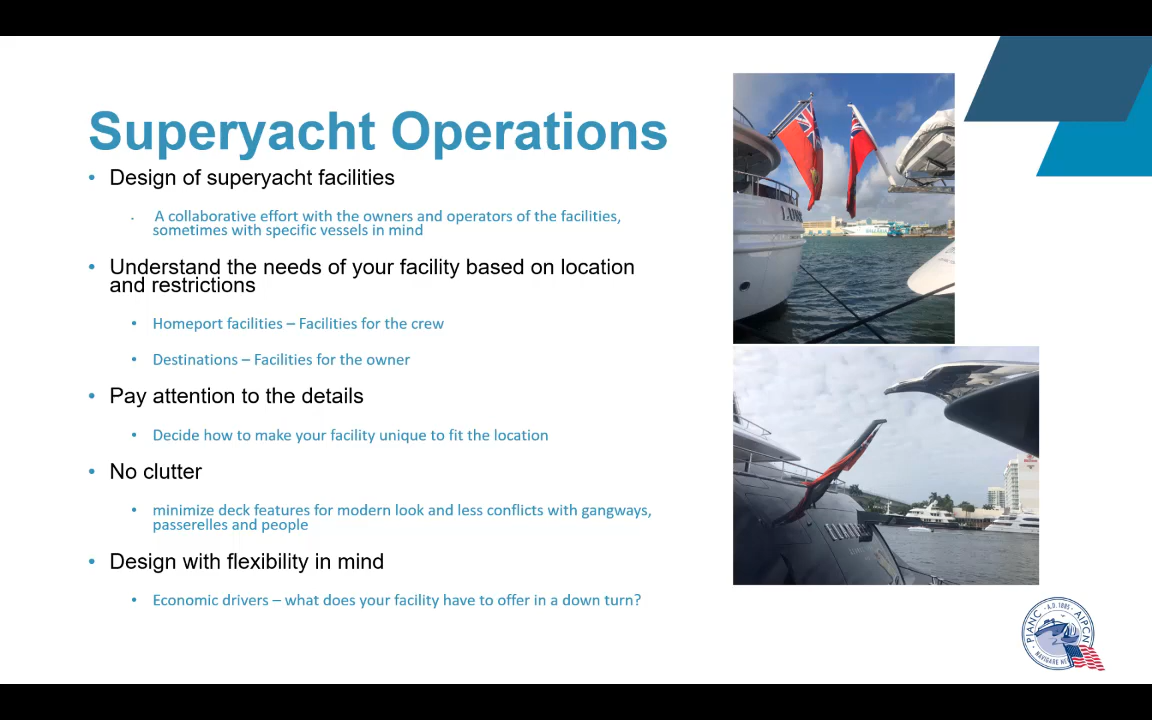 Superyacht Operations
• Design of superyacht facilities
• A collaborative effort with the owners and operators of the facilities,
sometimes with specific vessels in mind
• Understand the needs of your facility based on location
and restrictions
• Homeport facilities – Facilities for the crew
• Destinations – Facilities for the owner
• Pay attention to the details
• Decide how to make your facility unique to fit the location
• No clutter
• minimize deck features for modern look and less conflicts with gangways,
passerelles and people
• Design with flexibility in mind
• Economic drivers – what does your facility have to offer in a down turn?
PIANC · A.D. 1885 · AIPCN